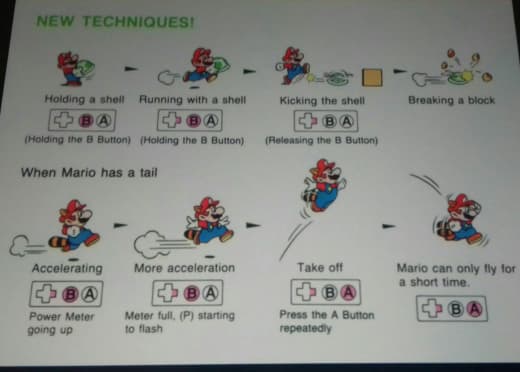 NEW TECHNIQUES!
Holding a shell
Running with a shell
Kicking the shell
Breaking a block
B A
B A
B A
(Holding the B Button)
(Holding the B Button)
(Releasing the B Button)
When Mario has a tail
Accelerating
More acceleration
Take off
Mario can only fly for
a short time.
B A
B A
B A
B A
Power Meter
going up
Meter full, (P) starting
to flash
Press the A Button
repeatedly